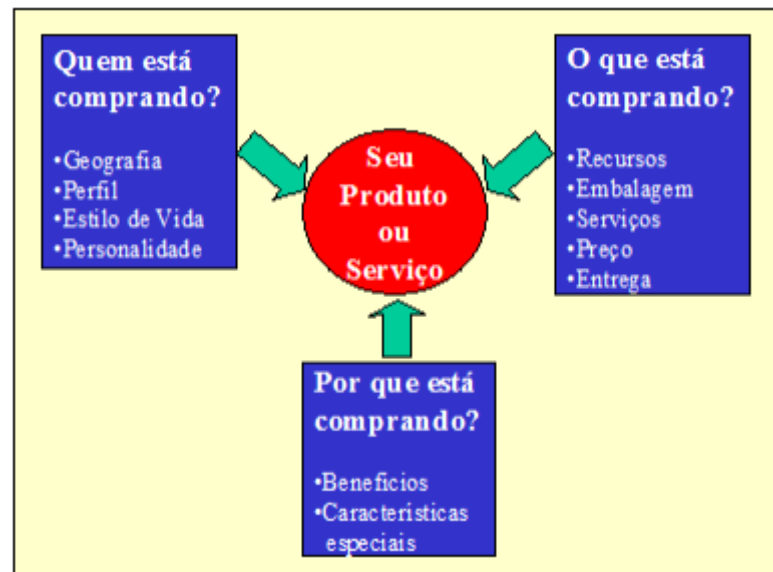 Quem está
comprando?
•Geografia
•Perfil
•Estilo de Vida
•Personalidade
Seu
Produto
ou
Serviço
O que está
comprando?
•Recursos
•Embalagem
•Serviços
•Preço
•Entrega
Por que está
comprando?
•Benefícios
•Características
especiais